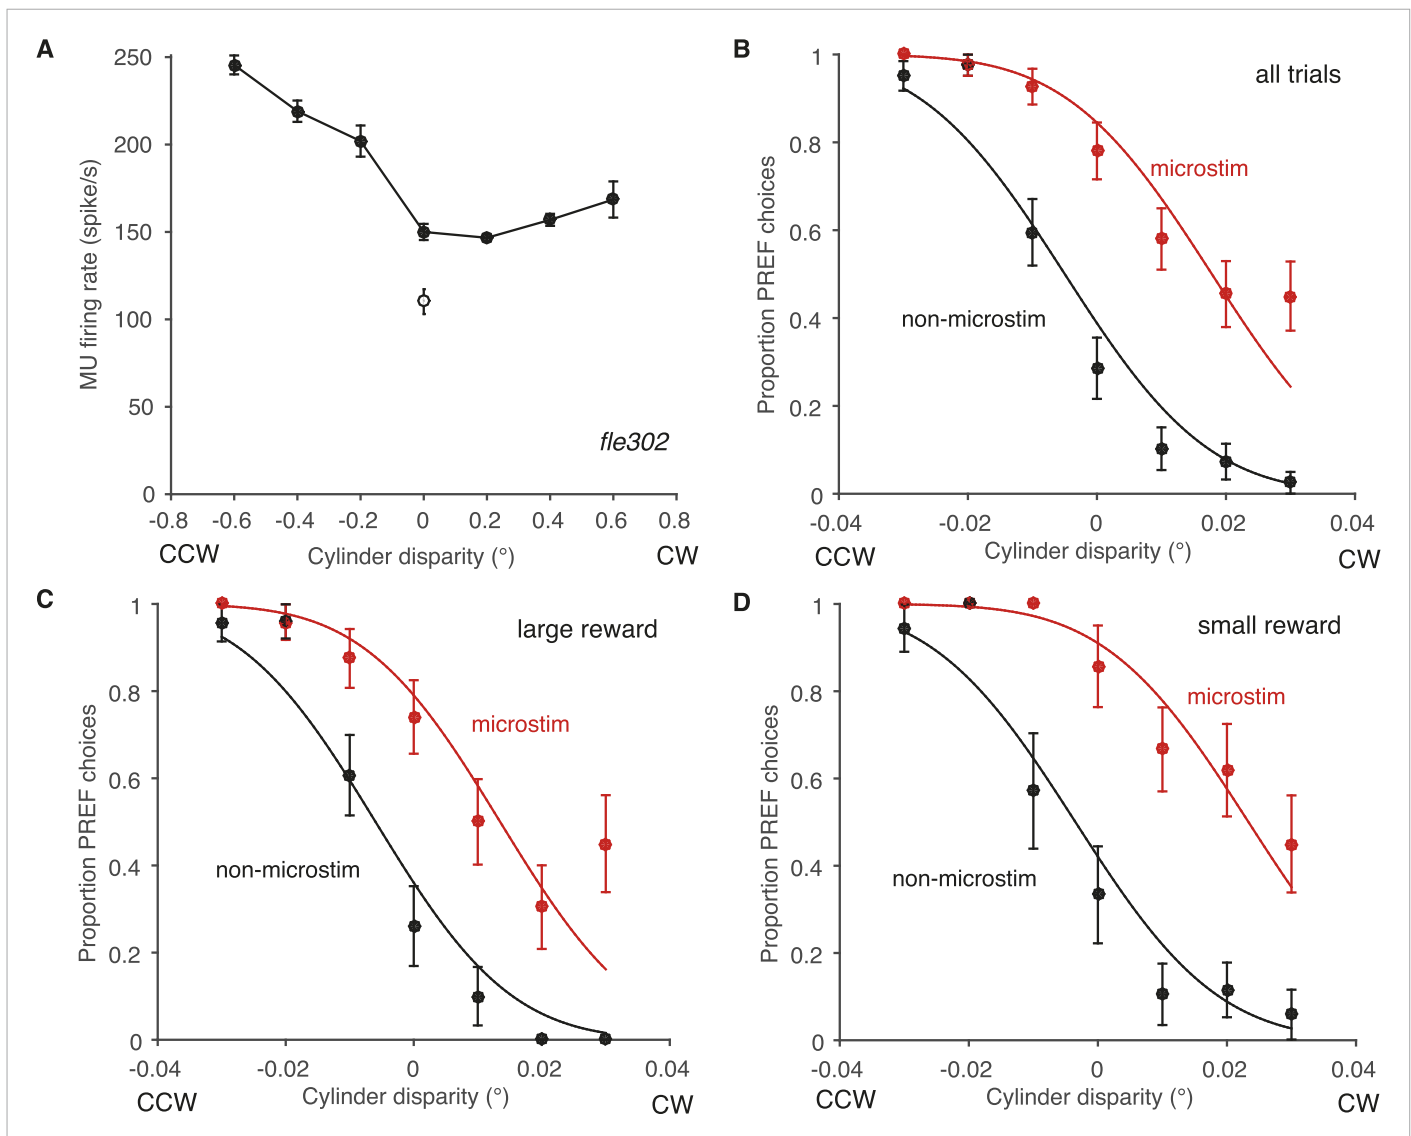 A
250
200
150
100
50
0
MU firing rate (spike/s)
fle302
-0.8 -0.6 -0.4 -0.2 0 0.2 0.4 0.6 0.8
CCW Cylinder disparity (°) CW
B
1
0.8
0.6
0.4
0.2
0
Proportion PREF choices
all trials
microstim
non-microstim
-0.04 -0.02 0 0.02 0.04
CCW Cylinder disparity (°) CW
C
1
0.8
0.6
0.4
0.2
0
Proportion PREF choices
large reward
microstim
non-microstim
-0.04 -0.02 0 0.02 0.04
CCW Cylinder disparity (°) CW
D
1
0.8
0.6
0.4
0.2
0
Proportion PREF choices
small reward
microstim
non-microstim
-0.04 -0.02 0 0.02 0.04
CCW Cylinder disparity (°) CW